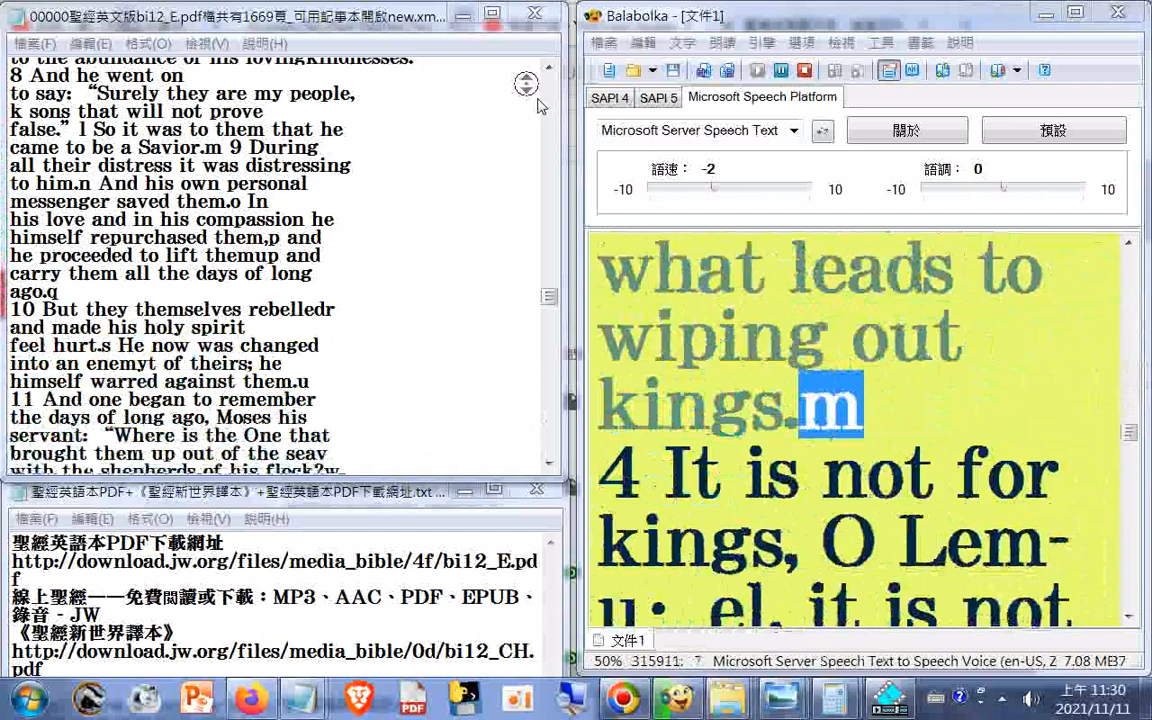 00000聖經英文版bi12_E.pdf檔共有1669頁_可用記事本開啟new.xm...
檔案(F) 編輯(E) 格式(O) 檢視(V) 說明(H)
to the abundance of his lovingkindnesses.
8 And he went on
to say: “Surely they are my people,
k sons that will not prove
false.” l So it was to them that he
came to be a Savior.m 9 During
all their distress it was distressing
to him.n And his own personal
messenger saved them.o In
his love and in his compassion he
himself repurchased them,p and
he proceeded to lift themup and
carry them all the days of long
ago.q
10 But they themselves rebelledr
and made his holy spirit
feel hurt.s He now was changed
into an enemyt of theirs; he
himself warred against them.u
11 And one began to remember
the days of long ago, Moses his
servant: “Where is the One that
brought them up out of the seav
with the shepherds of his flock?w
聖經英語本PDF+《聖經新世界譯本》+聖經英語本PDF下載網址.txt ...
檔案(F) 編輯(E) 格式(O) 檢視(V) 說明(H)
聖經英語本PDF下載網址
http://download.jw.org/files/media_bible/4f/bi12_E.pd
f
線上聖經——免費閱讀或下載：MP3、AAC、PDF、EPUB、
錄音 - JW
《聖經新世界譯本》
http://download.jw.org/files/media_bible/0d/bi12_CH.
pdf
Balabolka - [文件1]
檔案 編輯 文字 朗讀 引擎 選項 檢視 工具 書籤 說明
SAPI 4 SAPI 5 Microsoft Speech Platform
Microsoft Server Speech Text 關於 預設
語速： -2 語調： 0
-10 10 -10 10
what leads to
wiping out
kings.m
4 It is not for
kings, O Lem-
u· el, it is not
文件1
50% 315911: ? Microsoft Server Speech Text to Speech Voice (en-US, Z 7.08 MB
上午 11:30
2021/11/11